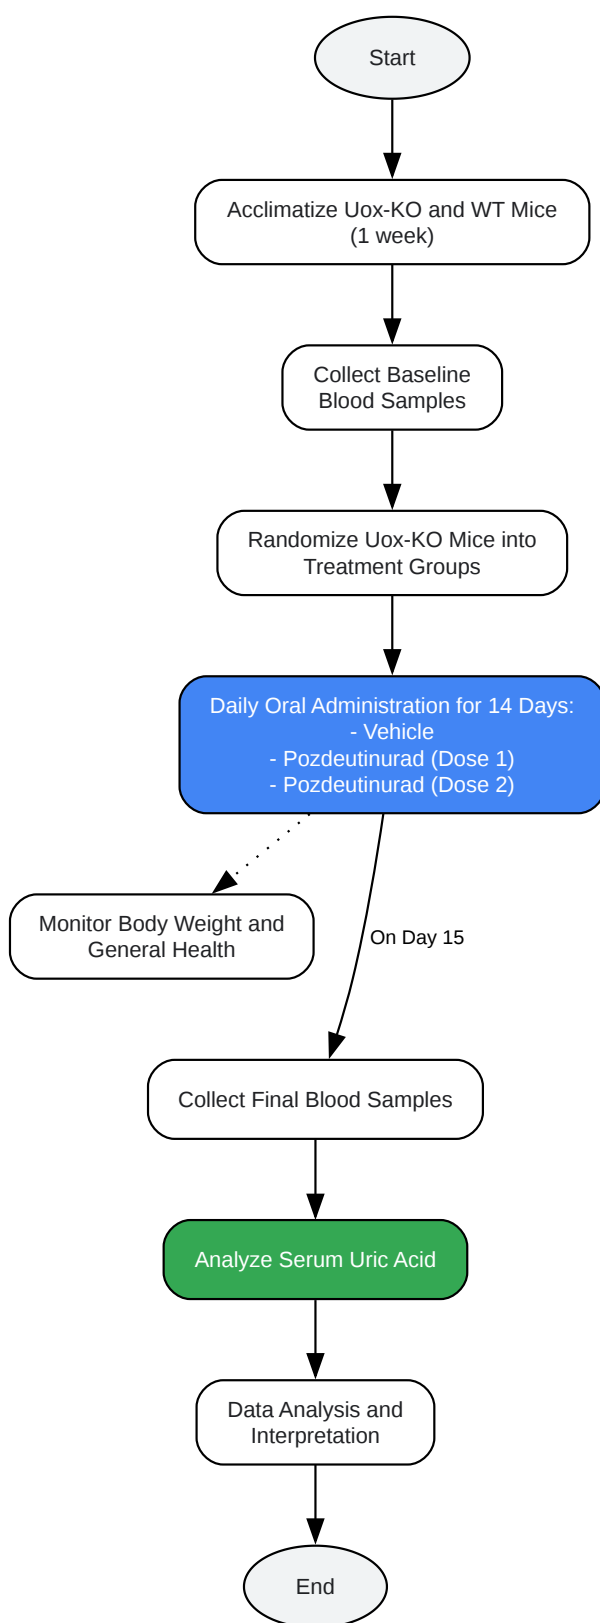 Start
Acclimatize Uox-KO and WT Mice
(1 week)
Collect Baseline
Blood Samples
Randomize Uox-KO Mice into
Treatment Groups
Daily Oral Administration for 14 Days:
- Vehicle
- Pozdeutinurad (Dose 1)
- Pozdeutinurad (Dose 2)
Monitor Body Weight and
General Health
On Day 15
Collect Final Blood Samples
Analyze Serum Uric Acid
Data Analysis and
Interpretation
End